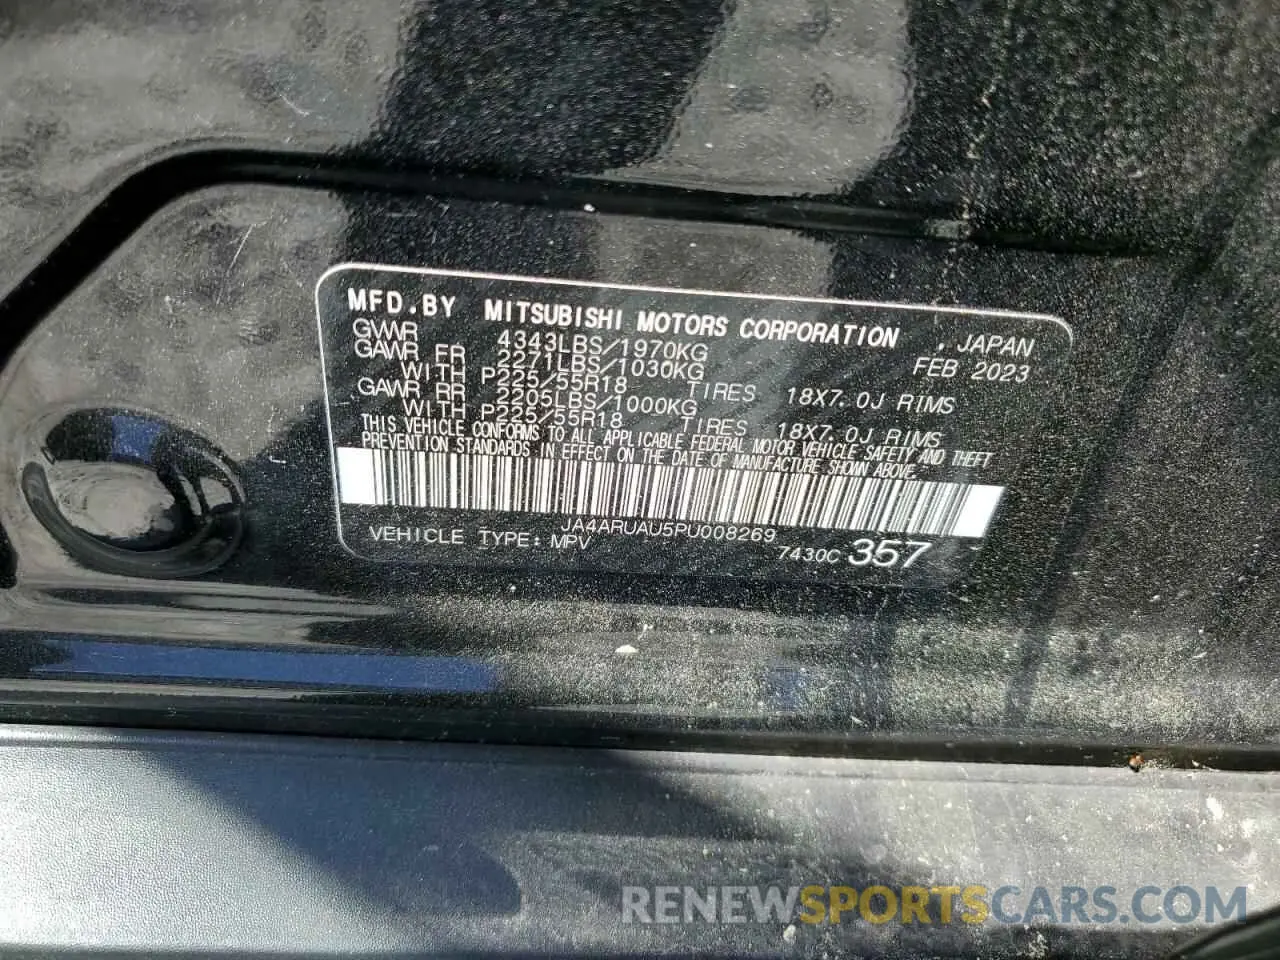 MFD.BY MITSUBISHI MOTORS CORPORATION , JAPAN
GVWR 4343LBS/1970KG FEB 2023
GAWR FR 2271LBS/1030KG
WITH P225/55R18 TIRES 18X7.0J RIMS
GAWR RR 2205LBS/1000KG
WITH P225/55R18 TIRES 18X7.0J RIMS
THIS VEHICLE CONFORMS TO ALL APPLICABLE FEDERAL MOTOR VEHICLE SAFETY AND THEFT
PREVENTION STANDARDS IN EFFECT ON THE DATE OF MANUFACTURE SHOWN ABOVE.
JA4ARUAU5PU008269
VEHICLE TYPE: MPV 7430C 357
RENEWSPORTSCARS.COM